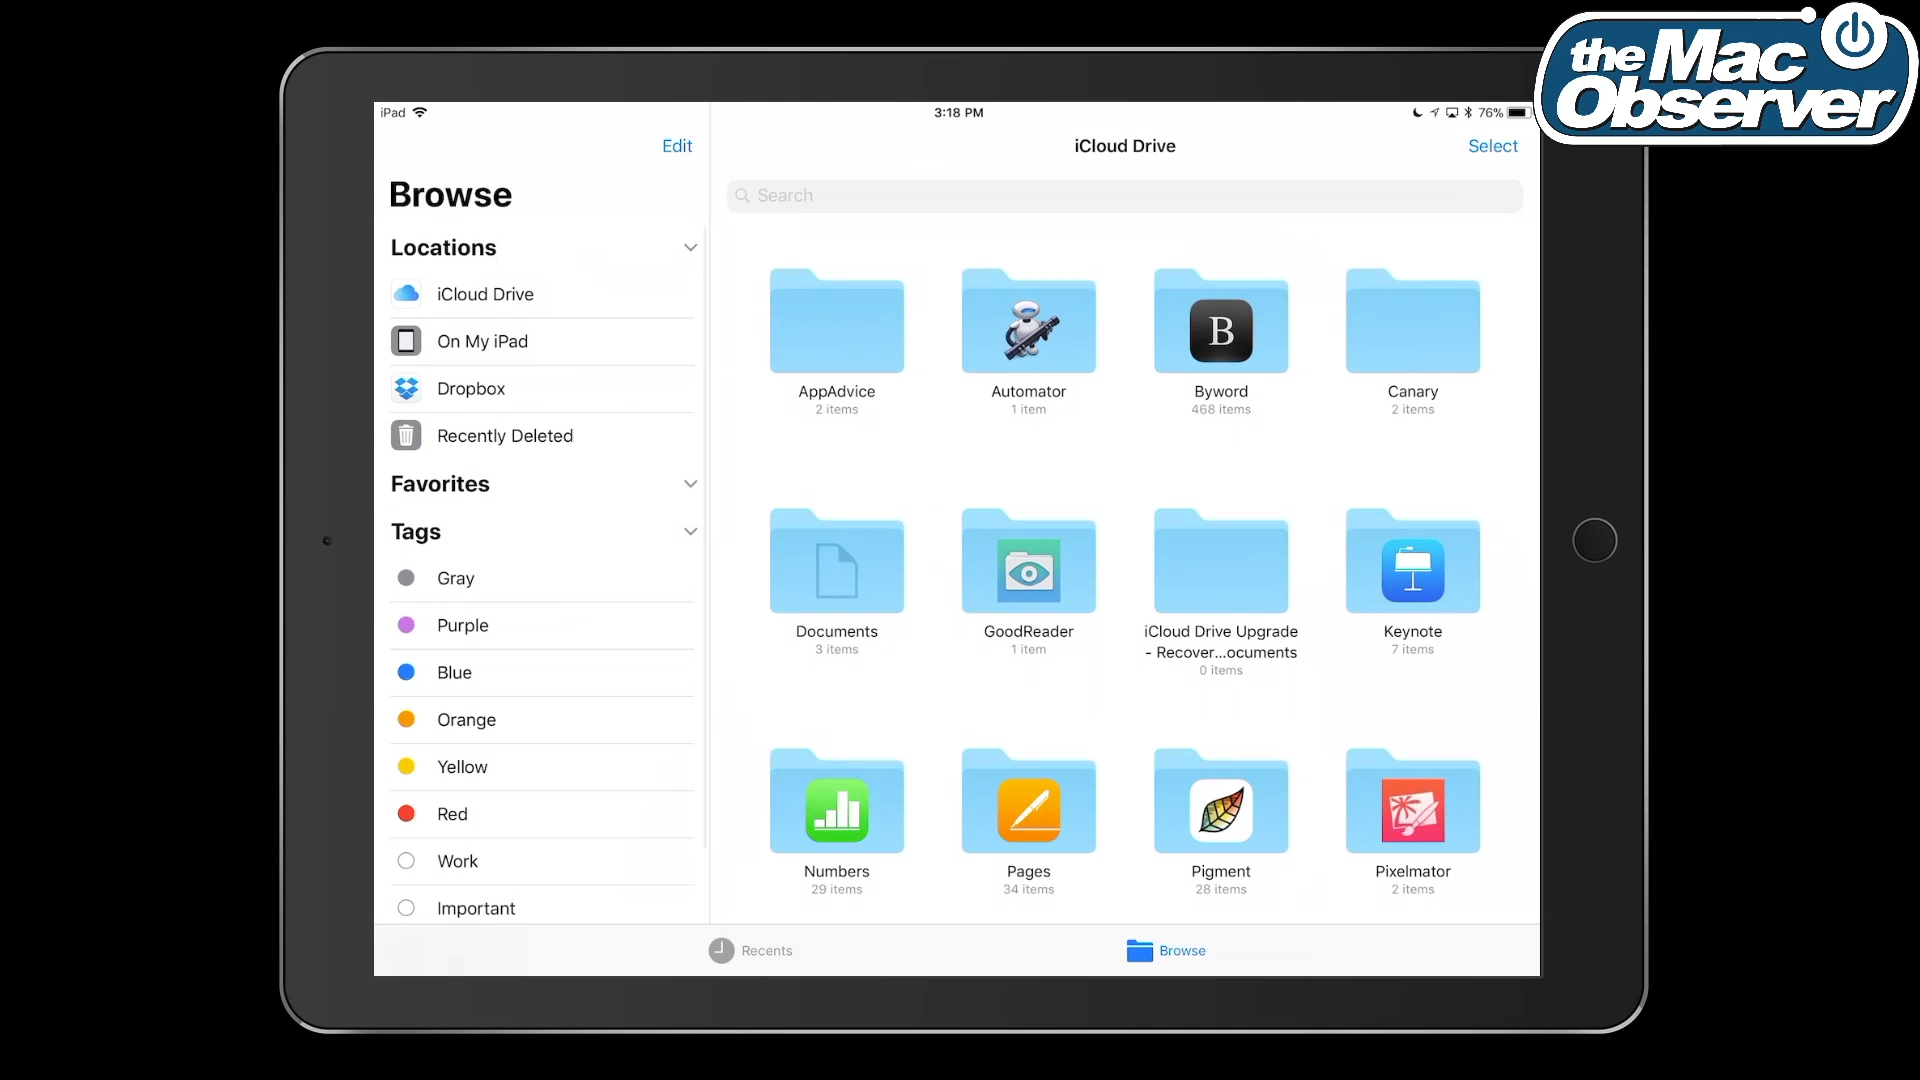 the Mac
Observer
iPad
3:18 PM
76%
Edit
iCloud Drive
Select
Browse
Search
Locations
iCloud Drive
On My iPad
Dropbox
Recently Deleted
Favorites
Tags
Gray
Purple
Blue
Orange
Yellow
Red
Work
Important
AppAdvice
2 items
Automator
1 item
B
Byword
468 items
Canary
2 items
Documents
3 items
GoodReader
1 item
iCloud Drive Upgrade
- Recover...ocuments
0 items
Keynote
7 items
Numbers
29 items
Pages
34 items
Pigment
28 items
Pixelmator
2 items
Recents
Browse